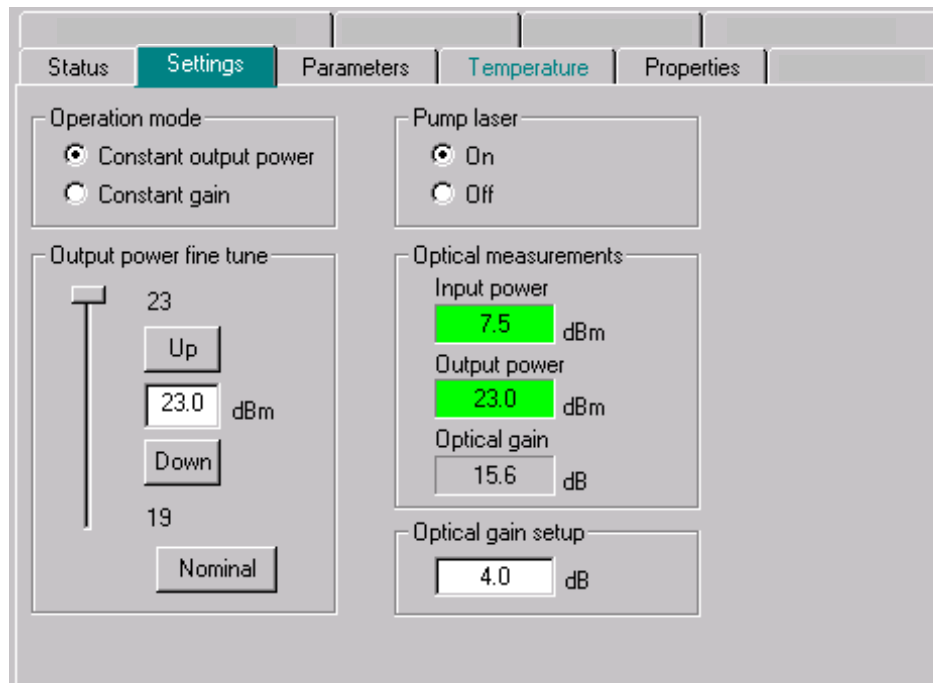 Status Settings Parameters Temperature Properties
Operation mode
Constant output power
Constant gain
Pump laser
On
Off
Output power fine tune
23
Up
23.0 dBm
Down
19
Nominal
Optical measurements
Input power
7.5 dBm
Output power
23.0 dBm
Optical gain
15.6 dB
Optical gain setup
4.0 dB